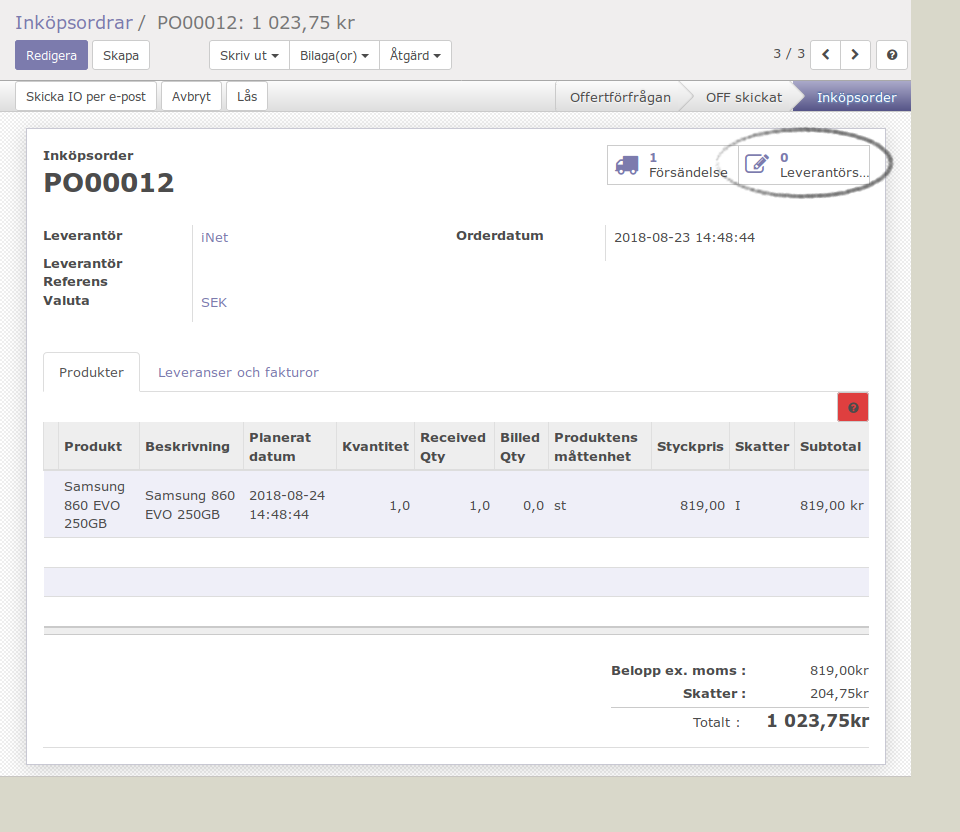 Inköpsordrar / PO00012: 1 023,75 kr
Redigera Skapa Skriv ut Bilaga(or) Åtgärd 3 / 3
Skicka IO per e-post Avbryt Lås Offertförfrågan OFF skickat Inköpsorder
Inköpsorder
PO00012
1
Försändelse
0
Leverantörs...
Leverantör iNet
Orderdatum 2018-08-23 14:48:44
Leverantör
Referens
Valuta SEK
Produkter Leveranser och fakturor
Produkt Beskrivning Planerat datum Kvantitet Received Qty Billed Qty Produktens måttenhet Styckpris Skatter Subtotal
Samsung 860 EVO 250GB Samsung 860 EVO 250GB 2018-08-24 14:48:44 1,0 1,0 0,0 st 819,00 I 819,00 kr
Belopp ex. moms : 819,00kr
Skatter : 204,75kr
Totalt : 1 023,75kr